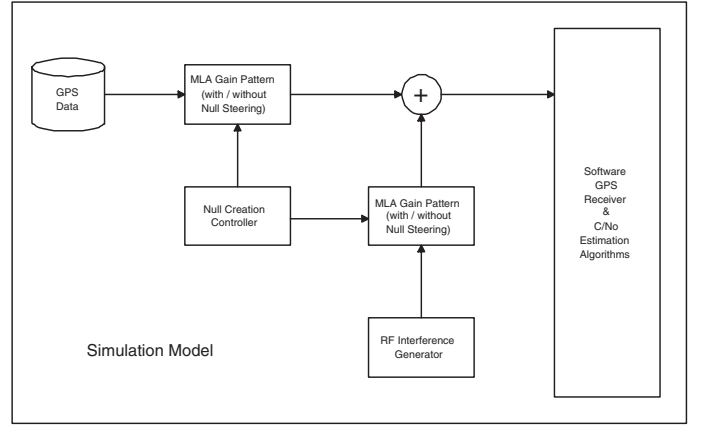 GPS
Data
MLA Gain Pattern
(with / without
Null Steering)
+
Null Creation
Controller
MLA Gain Pattern
(with / without
Null Steering)
RF Interference
Generator
Software
GPS
Receiver
&
C/No
Estimation
Algorithms
Simulation Model